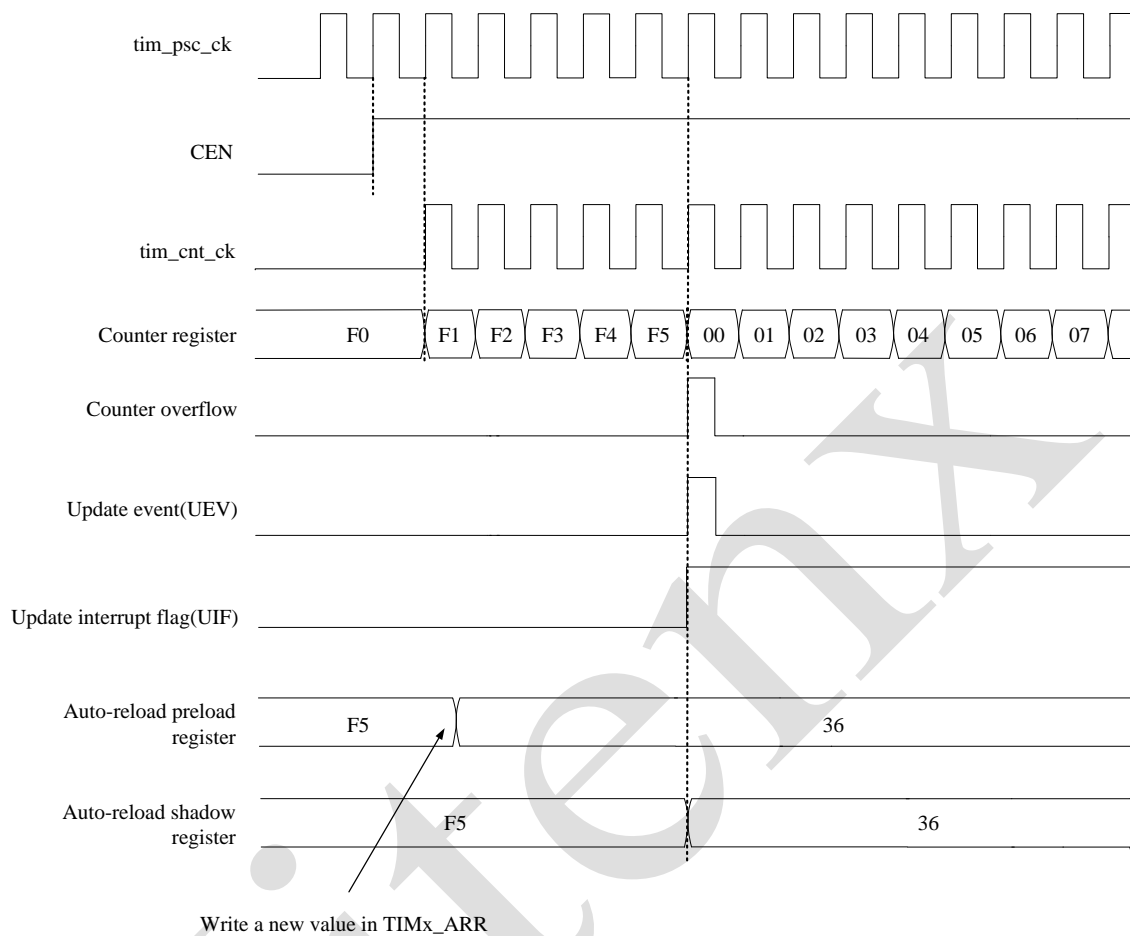 tim_psc_ck
CEN
tim_cnt_ck
Counter register
F0 F1 F2 F3 F4 F5 00 01 02 03 04 05 06 07
Counter overflow
Update event(UEV)
Update interrupt flag(UIF)
Auto-reload preload
register
F5 36
Auto-reload shadow
register
F5 36
Write a new value in TIMx_ARR